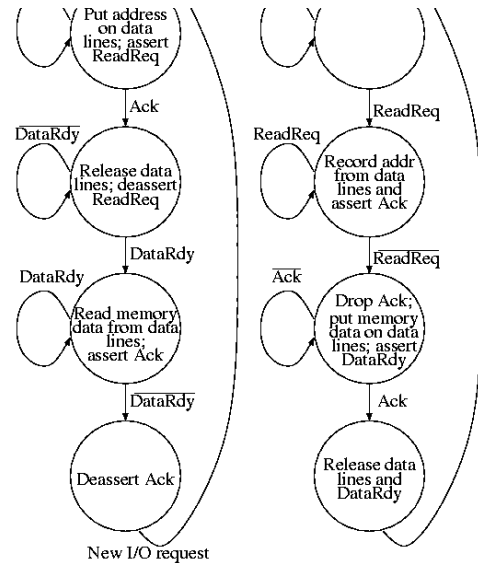 Put address
on data
lines; assert
ReadReq
Ack
DataRdy
Release data
lines; deassert
ReadReq
DataRdy
DataRdy
Read memory
data from data
lines;
assert Ack
DataRdy
Deassert Ack
New I/O request
ReadReq
ReadReq
Record addr
from data
lines and
assert Ack
ReadReq
Ack
Drop Ack;
put memory
data on data
lines; assert
DataRdy
Ack
Release data
lines and
DataRdy